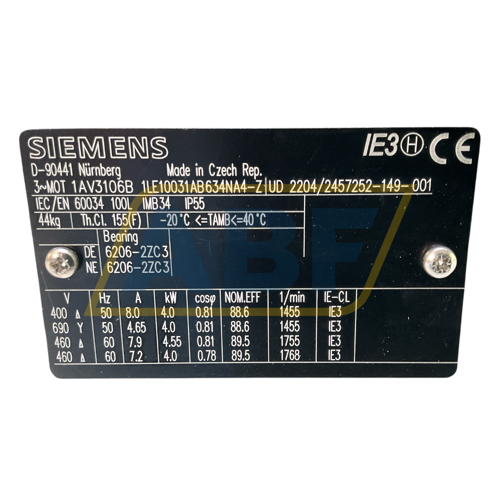 SIEMENS IE3 H CE
D-90441 Nürnberg Made in Czech Rep.
3~MOT 1AV3106B 1LE10031AB634NA4-Z UD 2204/2457252-149-001
IEC/EN 60034 100L IMB34 IP55
44kg Th.Cl. 155(F) -20°C <=TAMB<=40°C
Bearing
DE 6206-2ZC3
NE 6206-2ZC3
V Hz A kW cosφ NOM.EFF 1/min IE-CL
400 Δ 50 8.0 4.0 0.81 88.6 1455 IE3
690 Y 50 4.65 4.0 0.81 88.6 1455 IE3
460 Δ 60 7.9 4.55 0.81 89.5 1755 IE3
460 Δ 60 7.2 4.0 0.78 89.5 1768 IE3
ABF